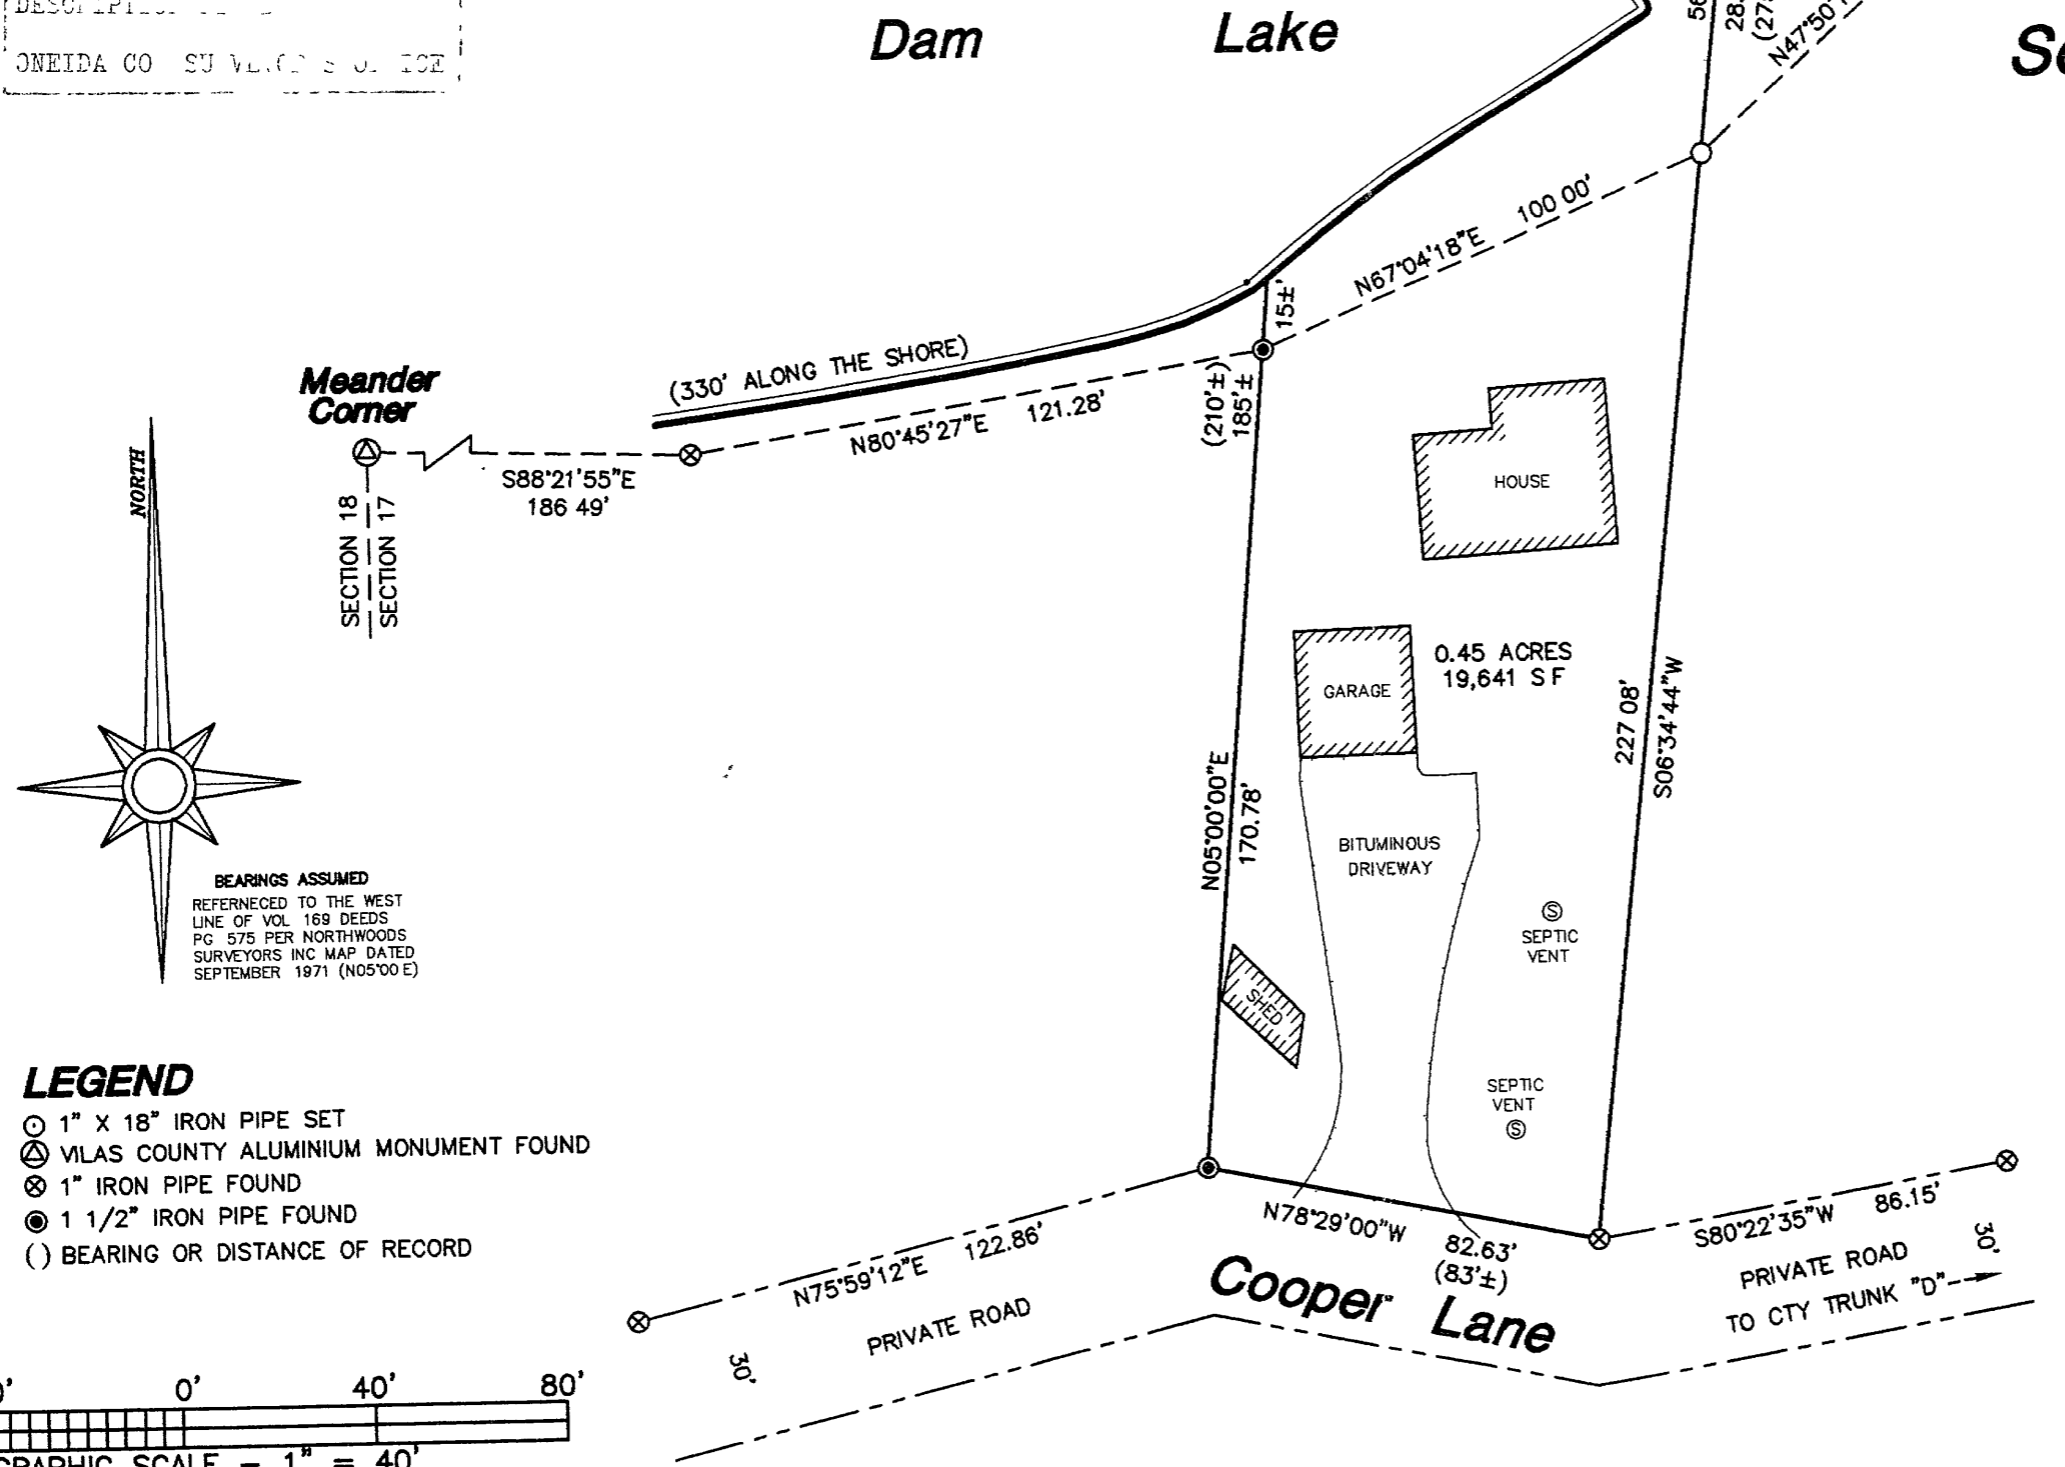 ONEIDA CO
Dam Lake
N47°50'
(330' ALONG THE SHORE)
N80°45'27"E 121.28'
N67°04'18"E 100 00'
15±'
(210'±)
185'±
Meander
Corner
S88°21'55"E
186 49'
SECTION 18
SECTION 17
NORTH
HOUSE
GARAGE
0.45 ACRES
19,641 S F
227 08'
S06°34'44"W
N05°00'00"E
170.78'
BITUMINOUS
DRIVEWAY
S
SEPTIC
VENT
SHED
SEPTIC
VENT
S
BEARINGS ASSUMED
REFERNECED TO THE WEST
LINE OF VOL 169 DEEDS
PG 575 PER NORTHWOODS
SURVEYORS INC MAP DATED
SEPTEMBER 1971 (N05°00 E)
LEGEND
1" X 18" IRON PIPE SET
VILAS COUNTY ALUMINIUM MONUMENT FOUND
1" IRON PIPE FOUND
1 1/2" IRON PIPE FOUND
( ) BEARING OR DISTANCE OF RECORD
N75°59'12"E 122.86'
PRIVATE ROAD
30'
N78°29'00"W 82.63'
(83'±)
Cooper Lane
S80°22'35"W 86.15'
PRIVATE ROAD
TO CTY TRUNK "D"
30'
0' 40' 80'
GRAPHIC SCALE - 1" = 40'